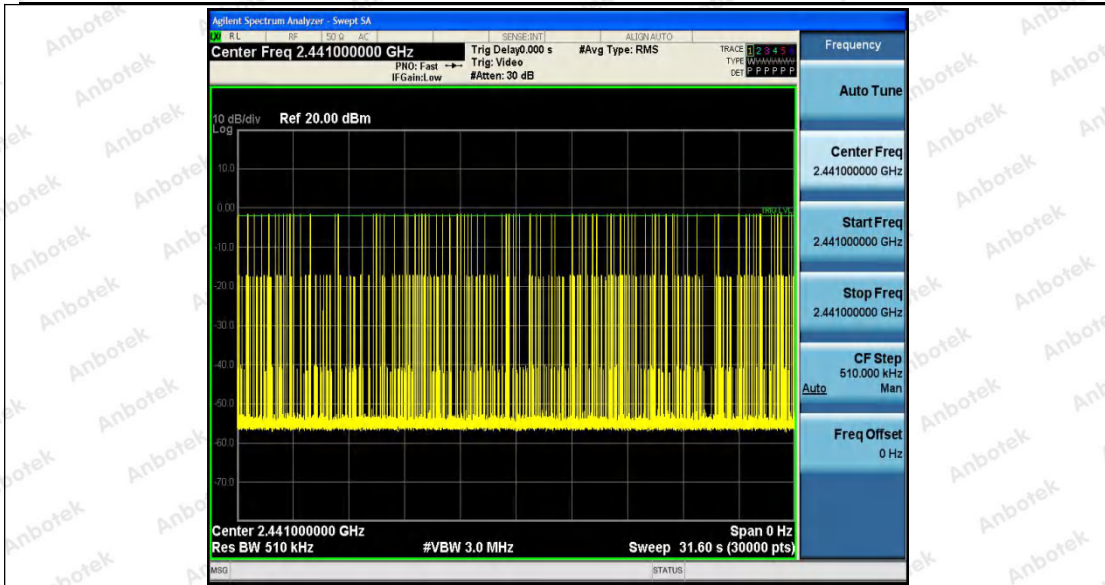 Agilent Spectrum Analyzer - Swept SA
RL RF 50 Ω AC SENSE:INT ALIGN AUTO
Center Freq 2.441000000 GHz
PNO: Fast
IFGain:Low
Trig Delay0.000 s
Trig: Video
#Atten: 30 dB
#Avg Type: RMS
TRACE 1 2 3 4 5 6
TYPE
DET P P P P P P
10 dB/div Ref 20.00 dBm
Log
10.0
0.00
TRIG LVL
-10.0
-20.0
-30.0
-40.0
-50.0
-60.0
-70.0
Center 2.441000000 GHz
Span 0 Hz
Res BW 510 kHz
#VBW 3.0 MHz
Sweep 31.60 s (30000 pts)
MSG
STATUS
Frequency
Auto Tune
Center Freq
2.441000000 GHz
Start Freq
2.441000000 GHz
Stop Freq
2.441000000 GHz
CF Step
510.000 kHz
Auto Man
Freq Offset
0 Hz
Anbotek